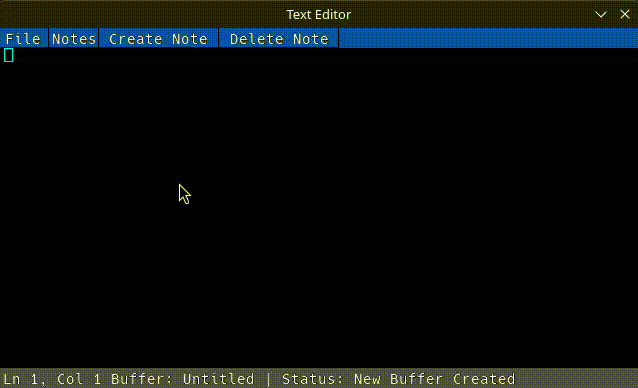 Text Editor
File Notes Create Note Delete Note
Ln 1, Col 1 Buffer: Untitled | Status: New Buffer Created